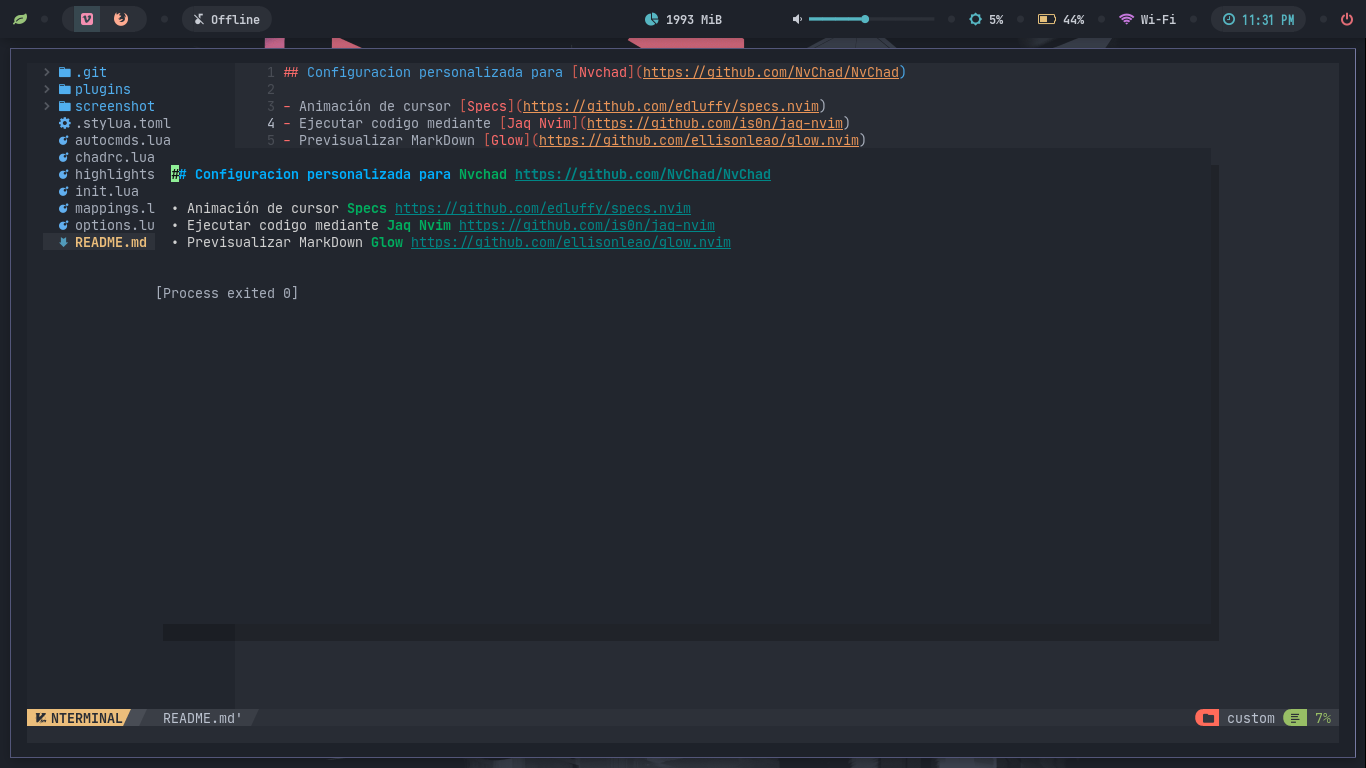 Offline
1993 MiB
5%
44%
Wi-Fi
11:31 PM
.git
plugins
screenshot
.stylua.toml
autocmds.lua
chadrc.lua
highlights
init.lua
mappings.l
options.lu
README.md
1 ## Configuracion personalizada para [Nvchad](https://github.com/NvChad/NvChad)
2
3 - Animación de cursor [Specs](https://github.com/edluffy/specs.nvim)
4 - Ejecutar codigo mediante [Jaq Nvim](https://github.com/is0n/jaq-nvim)
5 - Previsualizar MarkDown [Glow](https://github.com/ellisonleao/glow.nvim)
## Configuracion personalizada para Nvchad https://github.com/NvChad/NvChad
• Animación de cursor Specs https://github.com/edluffy/specs.nvim
• Ejecutar codigo mediante Jaq Nvim https://github.com/is0n/jaq-nvim
• Previsualizar MarkDown Glow https://github.com/ellisonleao/glow.nvim
[Process exited 0]
NTERMINAL
README.md'
custom
7%